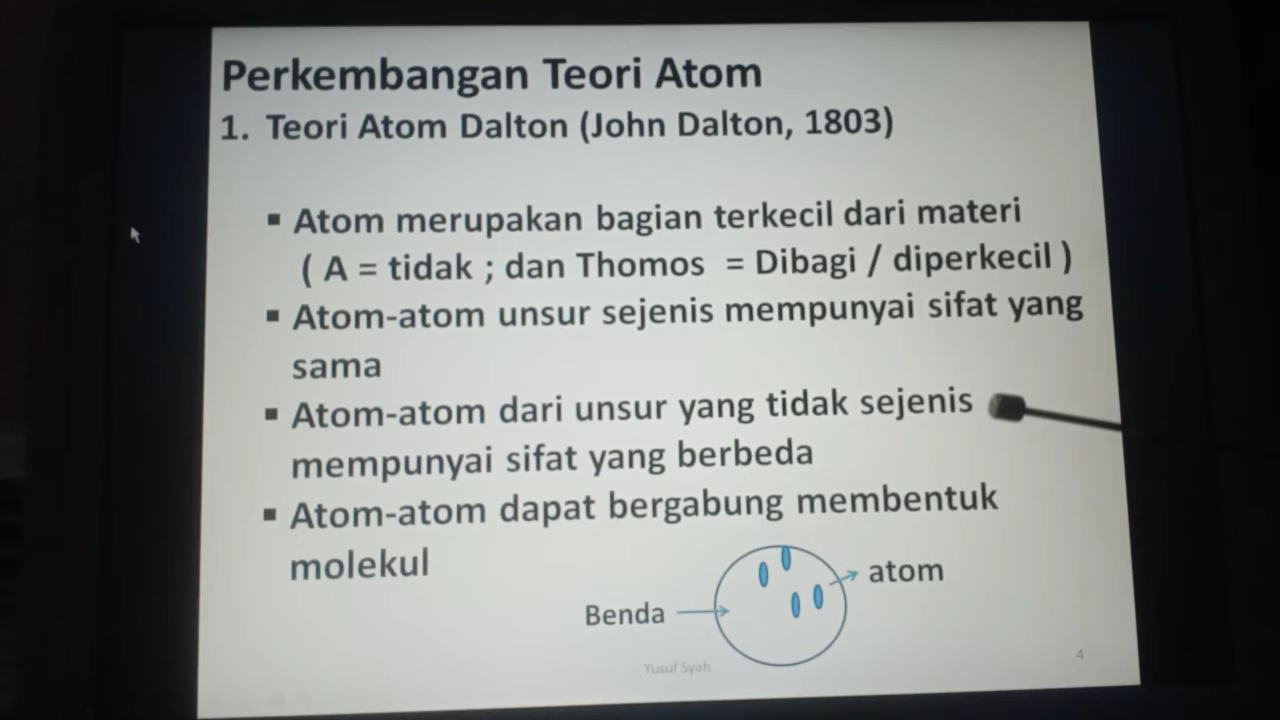 Perkembangan Teori Atom
1. Teori Atom Dalton (John Dalton, 1803)
▪ Atom merupakan bagian terkecil dari materi
( A = tidak ; dan Thomos = Dibagi / diperkecil )
▪ Atom-atom unsur sejenis mempunyai sifat yang
sama
▪ Atom-atom dari unsur yang tidak sejenis
mempunyai sifat yang berbeda
▪ Atom-atom dapat bergabung membentuk
molekul
atom
Benda
Yusuf Syah
4